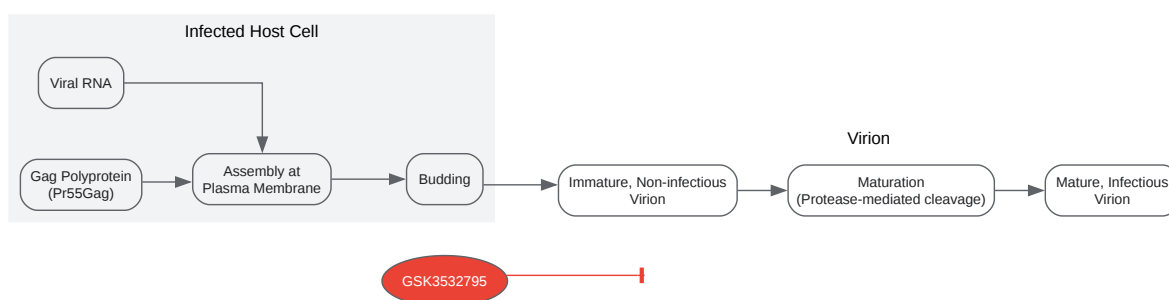 Infected Host Cell
Viral RNA
Gag Polyprotein
(Pr55Gag)
Assembly at
Plasma Membrane
Budding
Virion
Immature, Non-infectious
Virion
Maturation
(Protease-mediated cleavage)
Mature, Infectious
Virion
GSK3532795